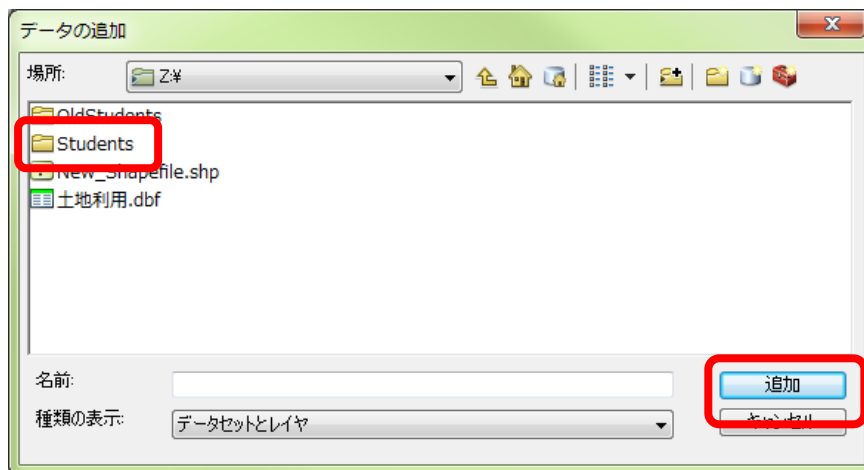 データの追加
場所: Z:¥
OldStudents
Students
New_Shapefile.shp
土地利用.dbf
名前:
追加
種類の表示: データセットとレイヤ
キャンセル